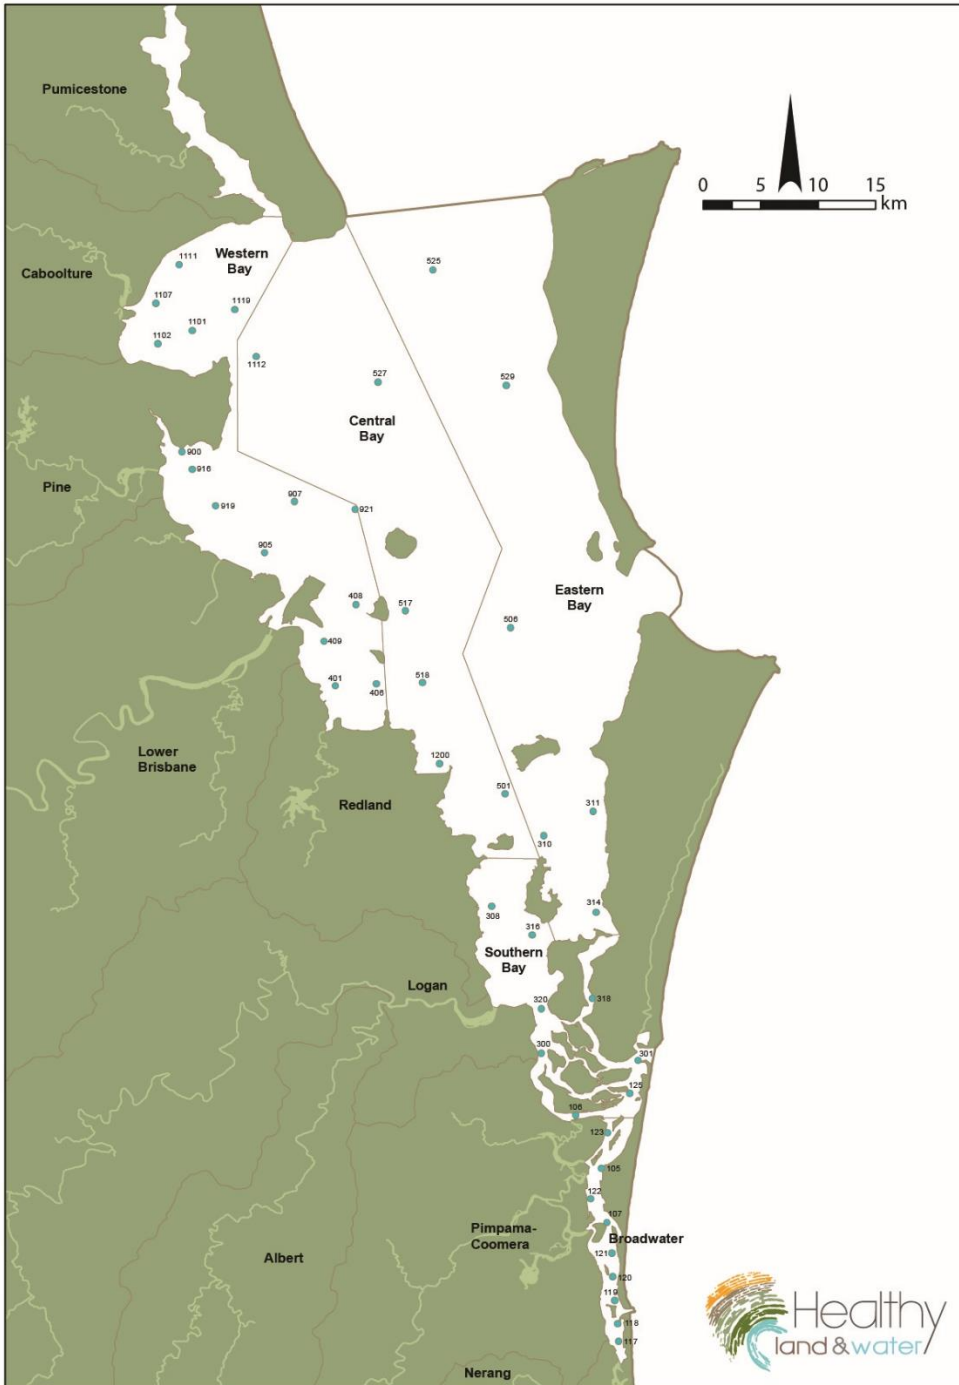 Pumicestone
0 5 10 15
km
Western
Bay
1111
Caboolture
525
1107
1119
1101
1102
1112
527
529
Central
Bay
900
916
Pine
907
919
921
905
Eastern
Bay
408
517
506
409
401
406
518
Lower
Brisbane
1200
Redland
501
311
310
308
314
316
Southern
Bay
Logan
318
320
300
301
125
106
123
105
122
107
Pimpama-
Coomera
Broadwater
121
Albert
120
119
118
117
Nerang
Healthy
land & water